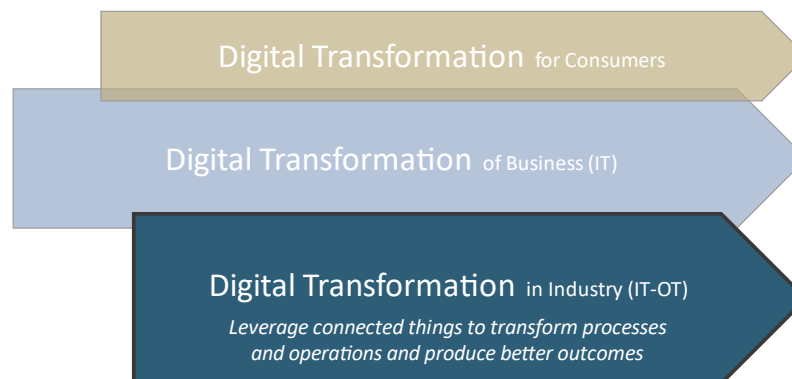 Digital Transformation for Consumers
Digital Transformation of Business (IT)
Digital Transformation in Industry (IT-OT)
Leverage connected things to transform processes
and operations and produce better outcomes